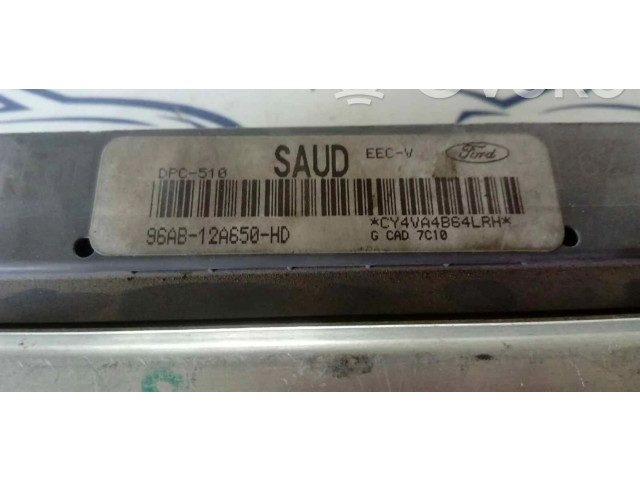 DPC-510 SAUD EEC-V Ford
96AB-12A650-HD *CY4VA4B64LRH*
G CAD 7C10